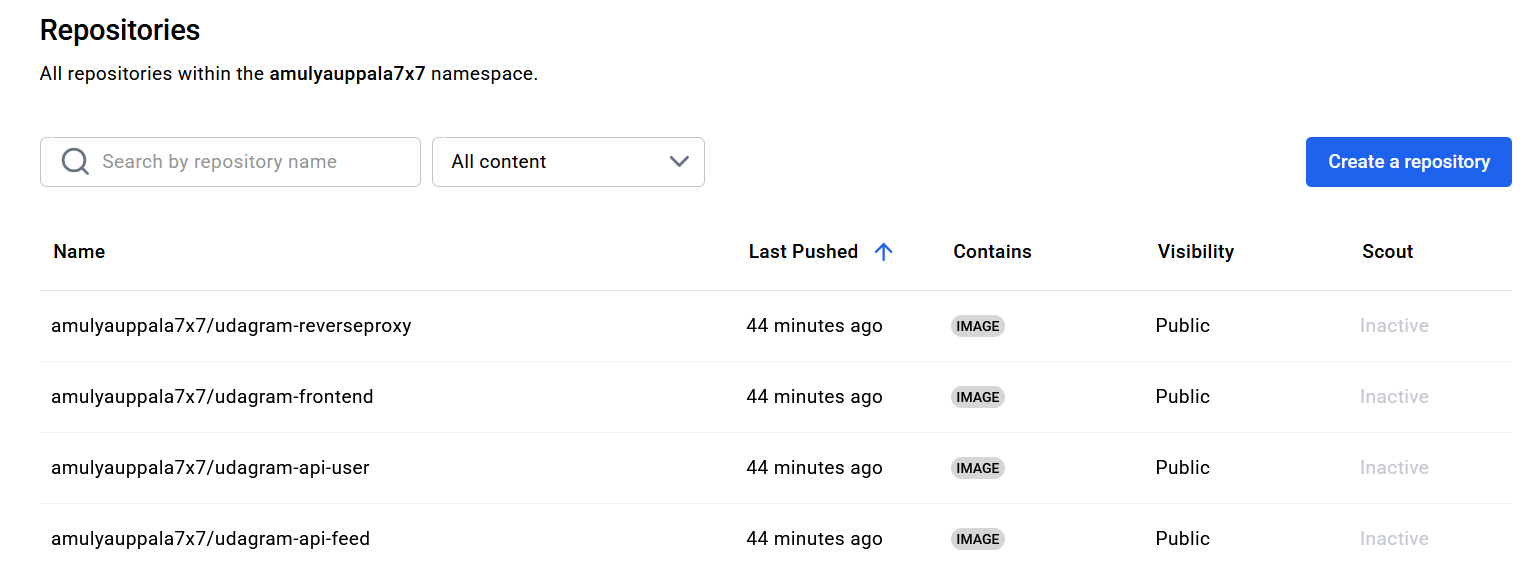 Repositories
All repositories within the amulyauppala7x7 namespace.
Search by repository name
All content
Create a repository
Name Last Pushed Contains Visibility Scout
amulyauppala7x7/udagram-reverseproxy 44 minutes ago IMAGE Public Inactive
amulyauppala7x7/udagram-frontend 44 minutes ago IMAGE Public Inactive
amulyauppala7x7/udagram-api-user 44 minutes ago IMAGE Public Inactive
amulyauppala7x7/udagram-api-feed 44 minutes ago IMAGE Public Inactive